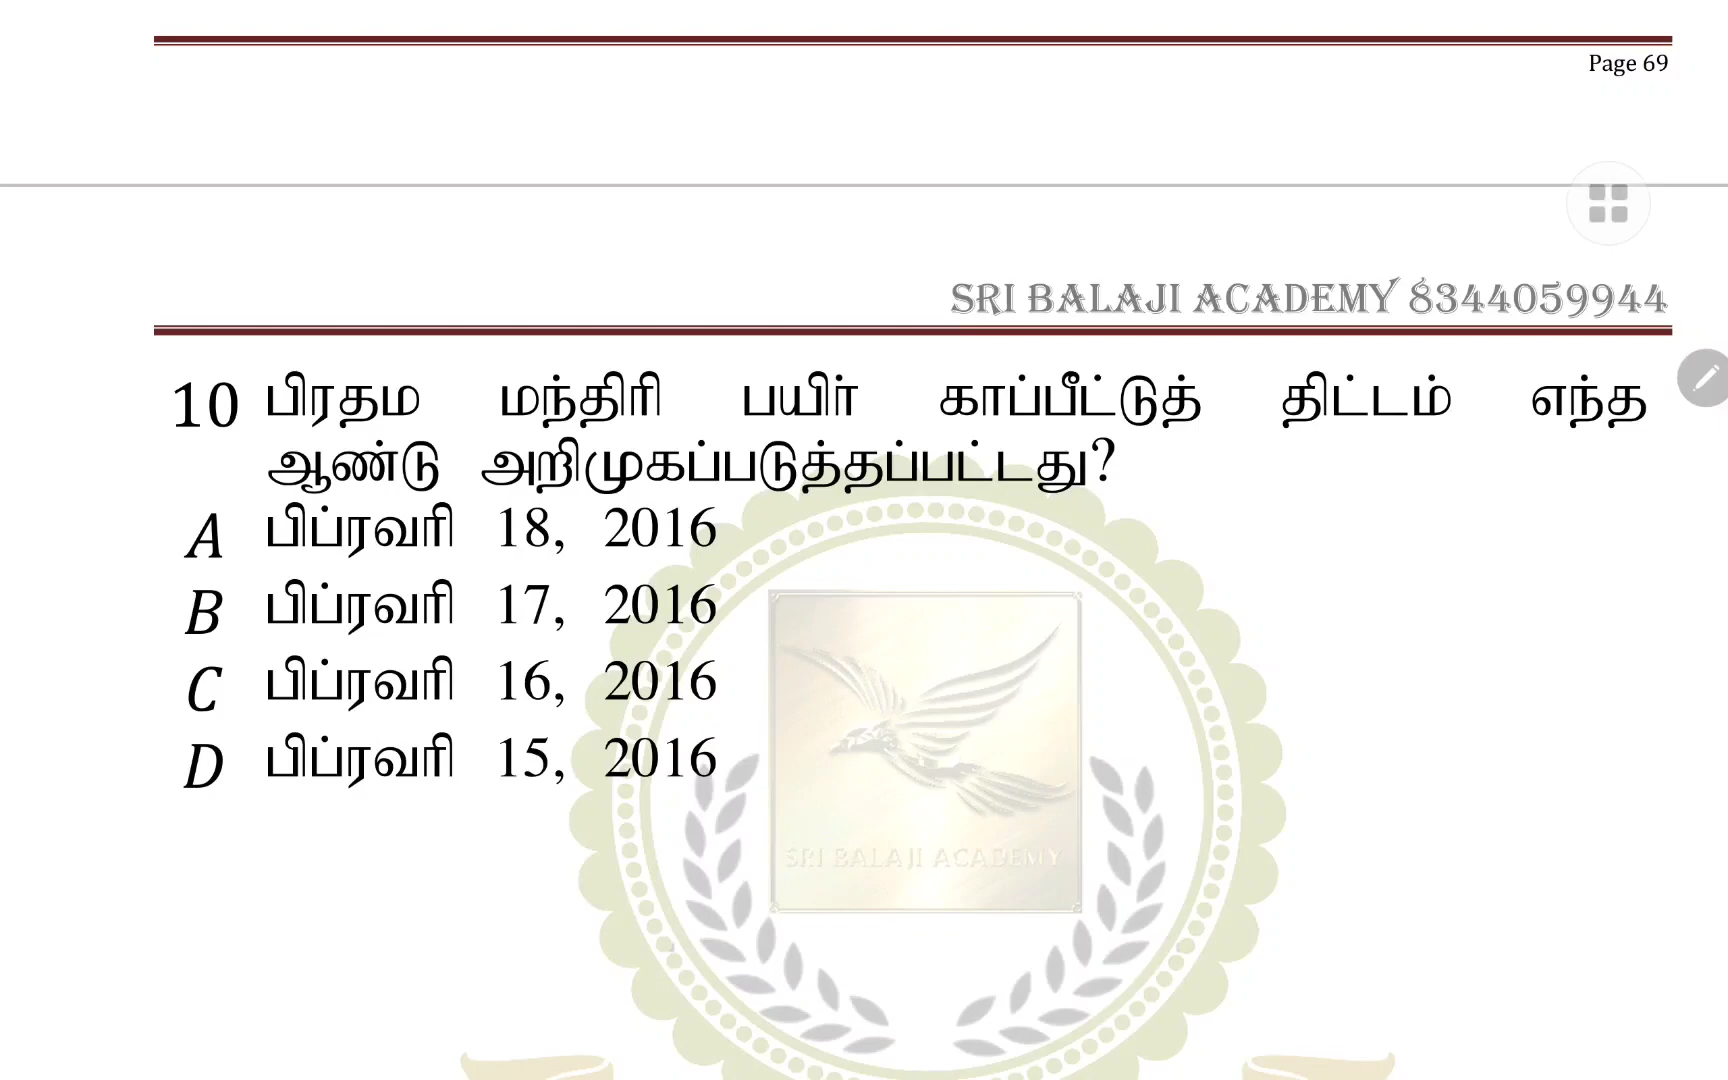 Page 69
SRI BALAJI ACADEMY 8344059944
10 பிரதம மந்திரி பயிர் காப்பீட்டுத் திட்டம் எந்த
ஆண்டு அறிமுகப்படுத்தப்பட்டது?
A பிப்ரவரி 18, 2016
B பிப்ரவரி 17, 2016
C பிப்ரவரி 16, 2016
D பிப்ரவரி 15, 2016
SRI BALAJI ACADEMY